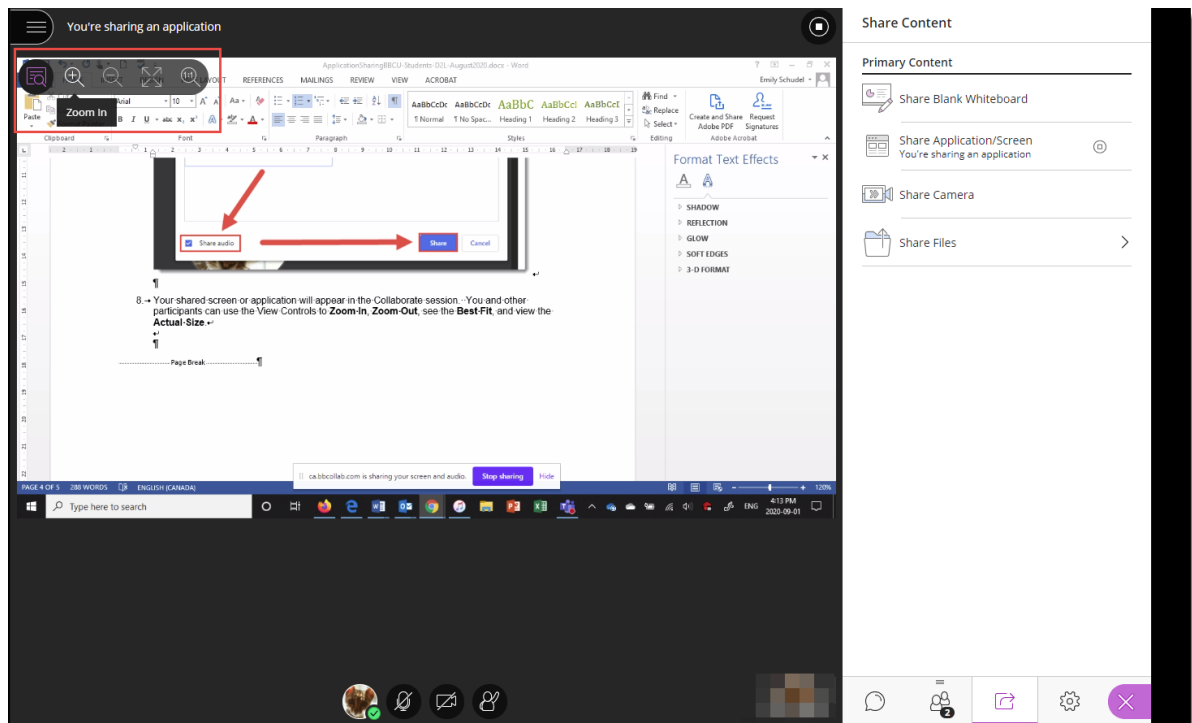 You're sharing an application
ApplicationSharingBBCU-Students-D2L-August2020.docx - Word
REFERENCES MAILINGS REVIEW VIEW ACROBAT
Emily Schudel
1:1
Zoom In
Paste
Arial
10
Aa
B I U abc x, x²
AaBbCcDc AaBbCcDc AaBbC AaBbCcI AaBbCcI
¶ Normal ¶ No Spac... Heading 1 Heading 2 Heading 3
Find
Replace
Select
Create and Share Adobe PDF
Request Signatures
Clipboard Font Paragraph Styles Editing Adobe Acrobat
Format Text Effects
SHADOW
REFLECTION
GLOW
SOFT EDGES
3-D FORMAT
Share audio
Share
Cancel
8. Your shared screen or application will appear in the Collaborate session. You and other
participants can use the View Controls to Zoom In, Zoom Out, see the Best Fit, and view the
Actual Size.
Page Break
ca.bbcollab.com is sharing your screen and audio. Stop sharing Hide
PAGE 4 OF 5 288 WORDS ENGLISH (CANADA)
120%
Type here to search
ENG
4:13 PM
2020-09-01
Share Content
Primary Content
Share Blank Whiteboard
Share Application/Screen
You're sharing an application
Share Camera
Share Files
2